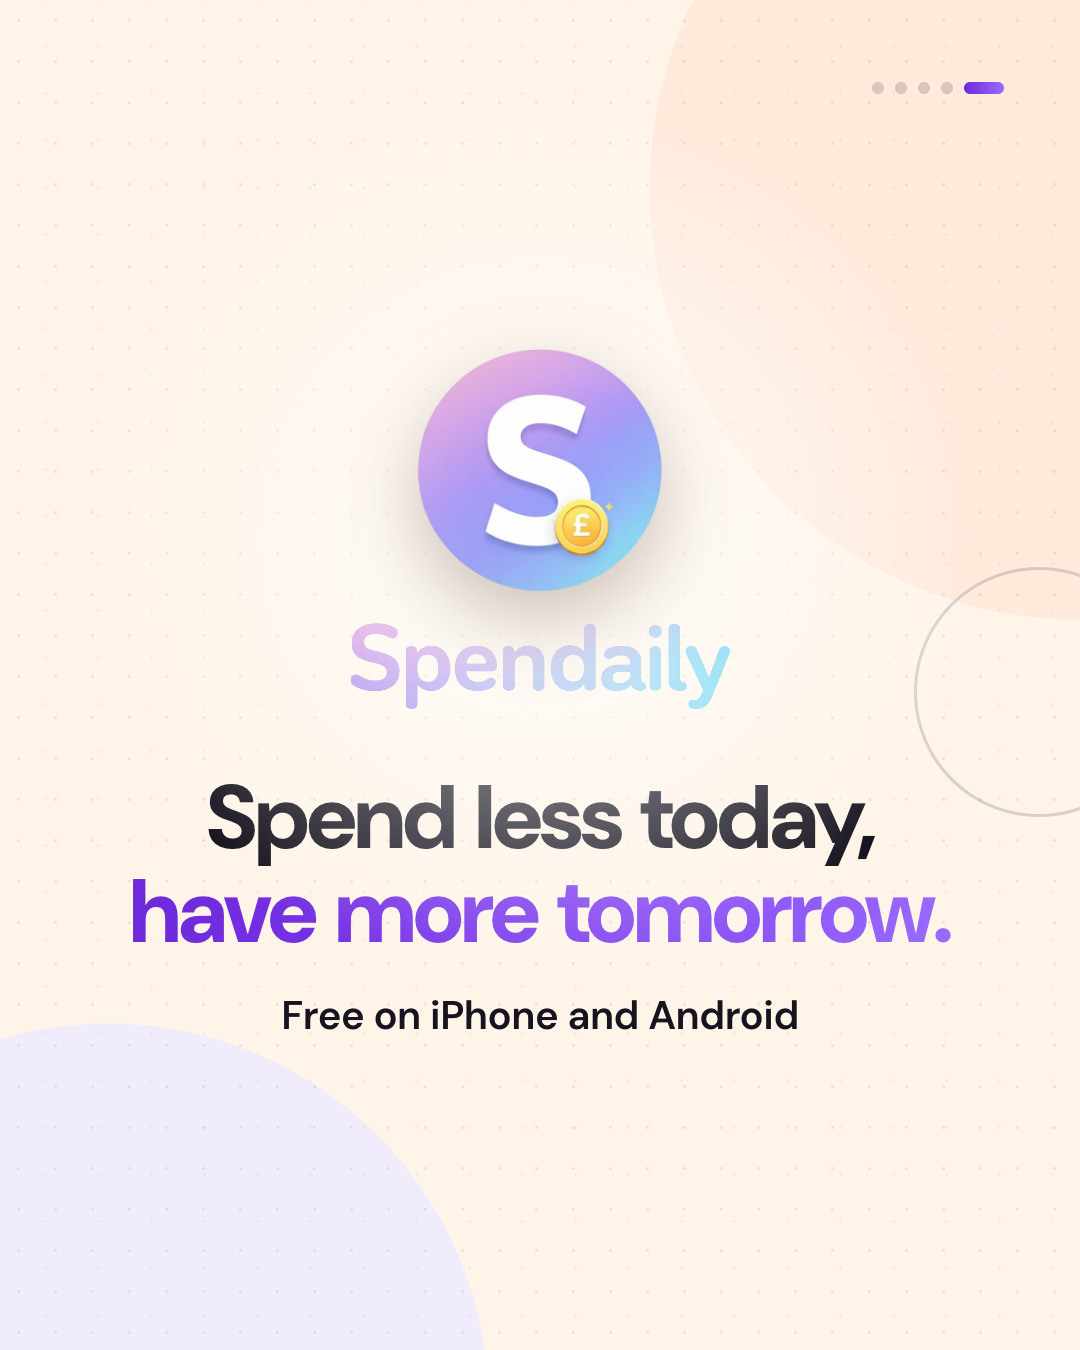 S
£
Spendaily
Spend less today,
have more tomorrow.
Free on iPhone and Android